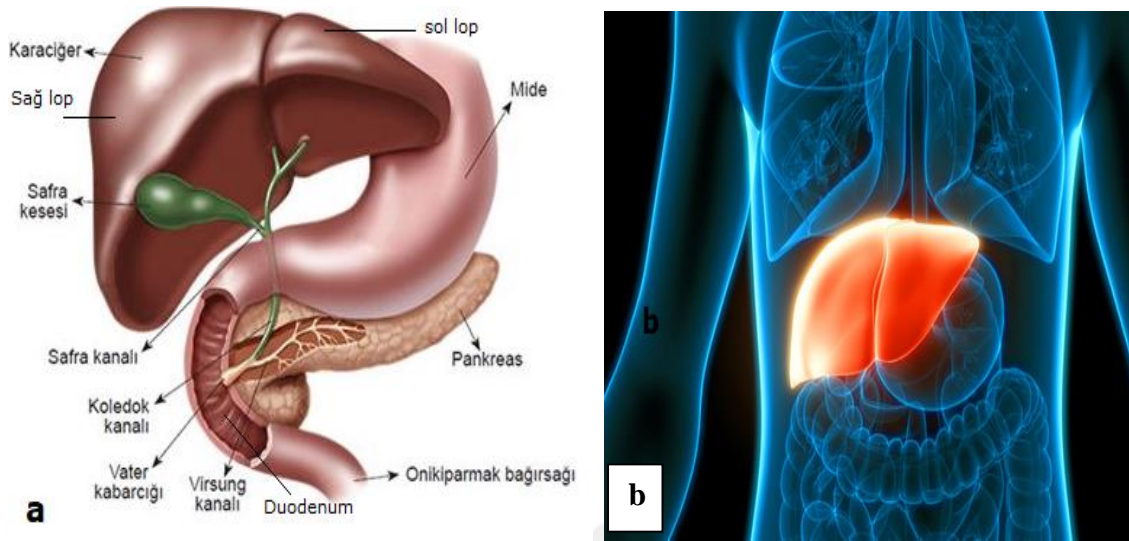 sol lop
Karaciğer
Mide
Sağ lop
Safra
kesesi
Safra kanalı
Pankreas
Koledok
kanalı
Vater
kabarcığı
Virsung
kanalı
Duodenum
Onikiparmak bağırsağı
a
b
b